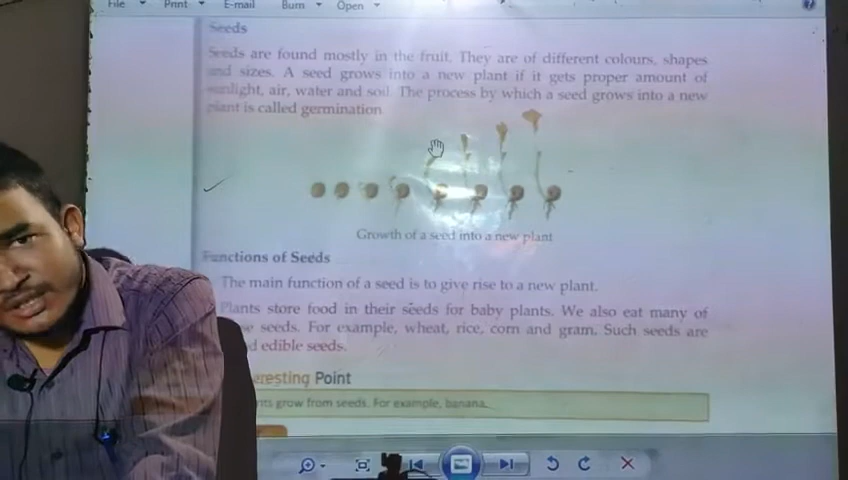 File Print E-mail Burn Open
Seeds
Seeds are found mostly in the fruit. They are of different colours, shapes
and sizes. A seed grows into a new plant if it gets proper amount of
sunlight, air, water and soil. The process by which a seed grows into a new
plant is called germination.
Growth of a seed into a new plant
Functions of Seeds
The main function of a seed is to give rise to a new plant.
Plants store food in their seeds for baby plants. We also eat many of
seeds. For example, wheat, rice, corn and gram. Such seeds are
edible seeds.
Point
grow from seeds. For example, banana.